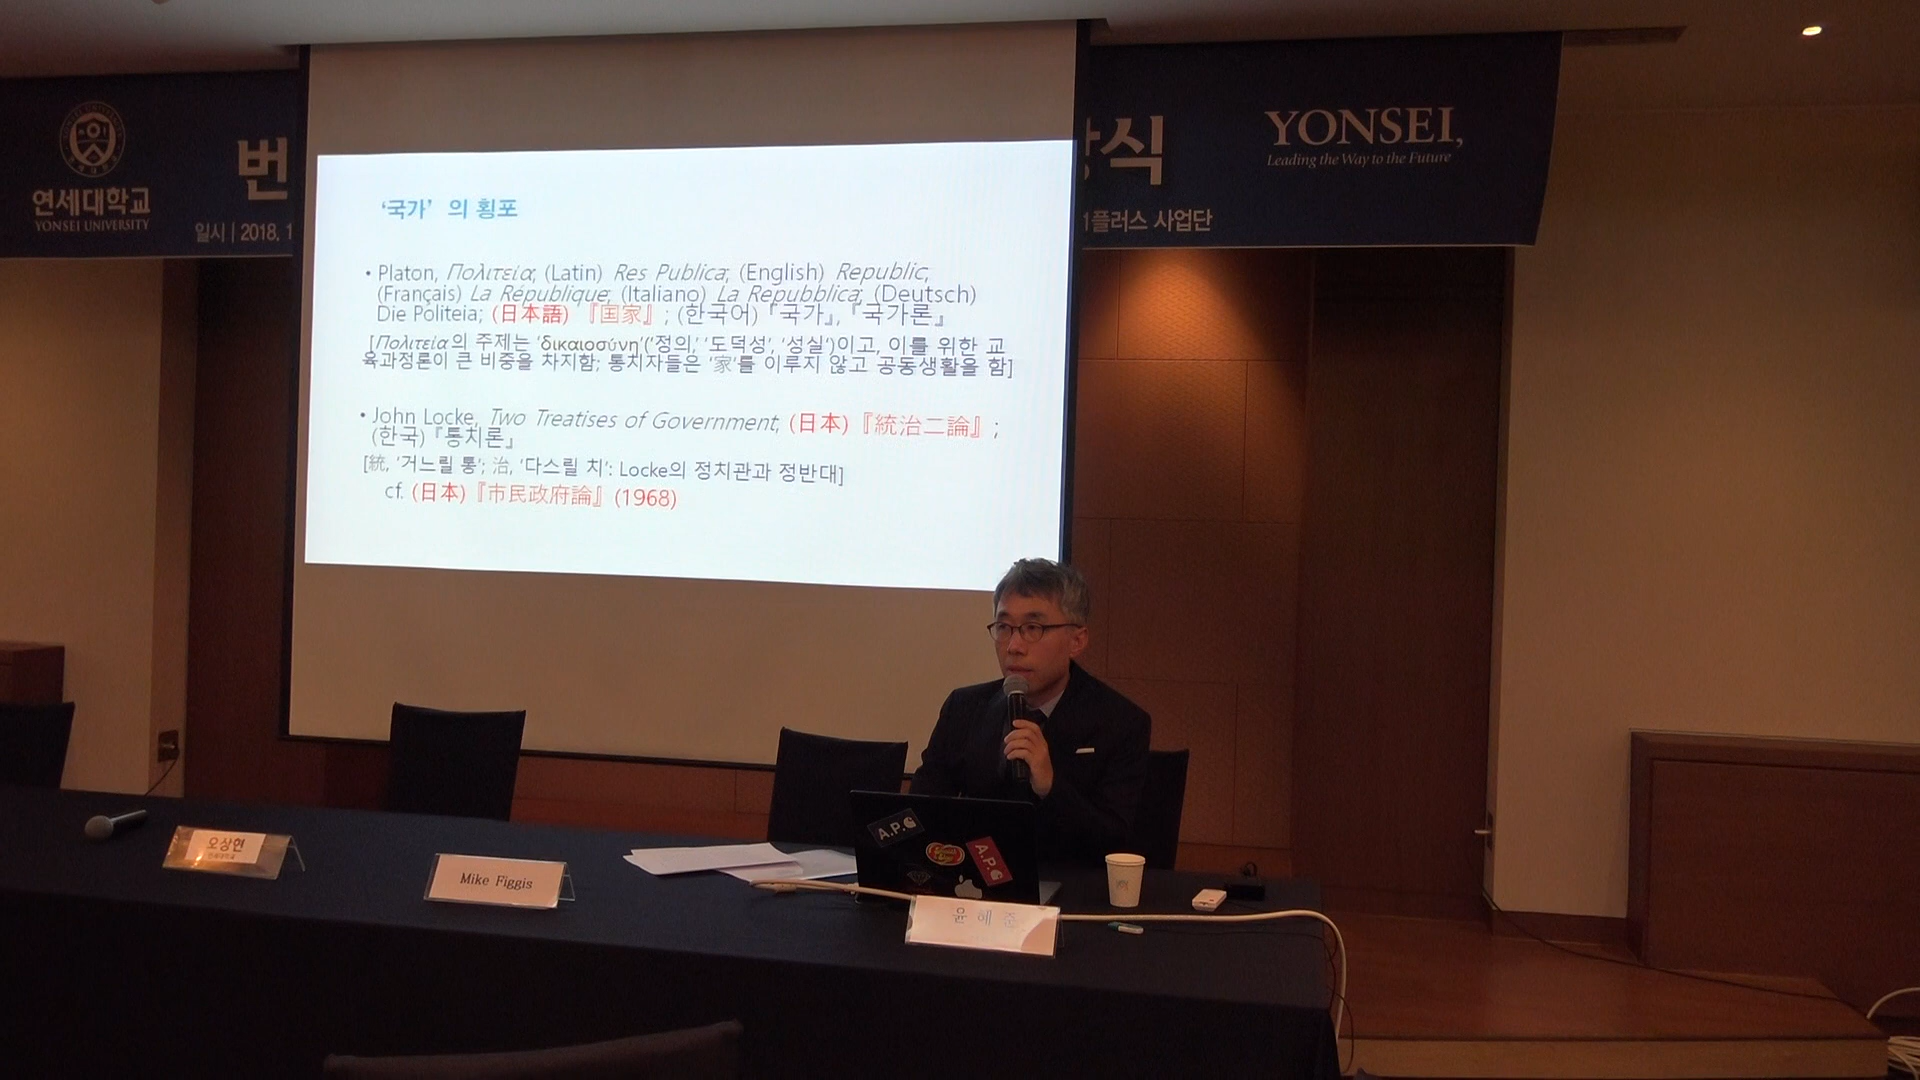 연세대학교
YONSEI UNIVERSITY
번
일시 | 2018. 1
상식
1플러스 사업단
YONSEI,
Leading the Way to the Future
‘국가’ 의 횡포
• Platon, Πολιτεία; (Latin) Res Publica; (English) Republic;
(Français) La République; (Italiano) La Repubblica; (Deutsch)
Die Politeia; (日本語) 『国家』; (한국어)『국가』, 『국가론』
[Πολιτεία의 주제는 ‘δικαιοσύνη’(‘정의,’ ‘도덕성’, ‘성실’)이고, 이를 위한 교
육과정론이 큰 비중을 차지함; 통치자들은 ‘家’를 이루지 않고 공동생활을 함]
• John Locke, Two Treatises of Government; (日本)『統治二論』;
(한국)『통치론』
[統, ‘거느릴 통’; 治, ‘다스릴 치’: Locke의 정치관과 정반대]
cf. (日本)『市民政府論』(1968)
오상현
연세대학교
Mike Figgis
A.P.C
A.P.C
윤혜준